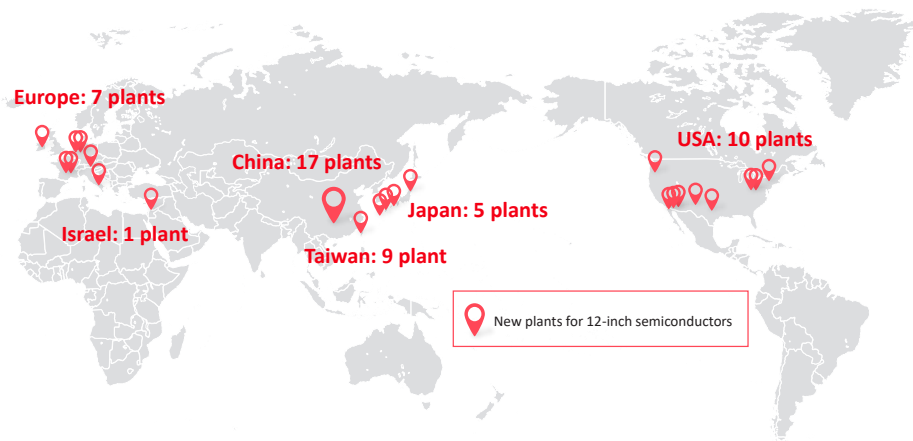 Europe: 7 plants
USA: 10 plants
China: 17 plants
Japan: 5 plants
Israel: 1 plant
Taiwan: 9 plant
New plants for 12-inch semiconductors